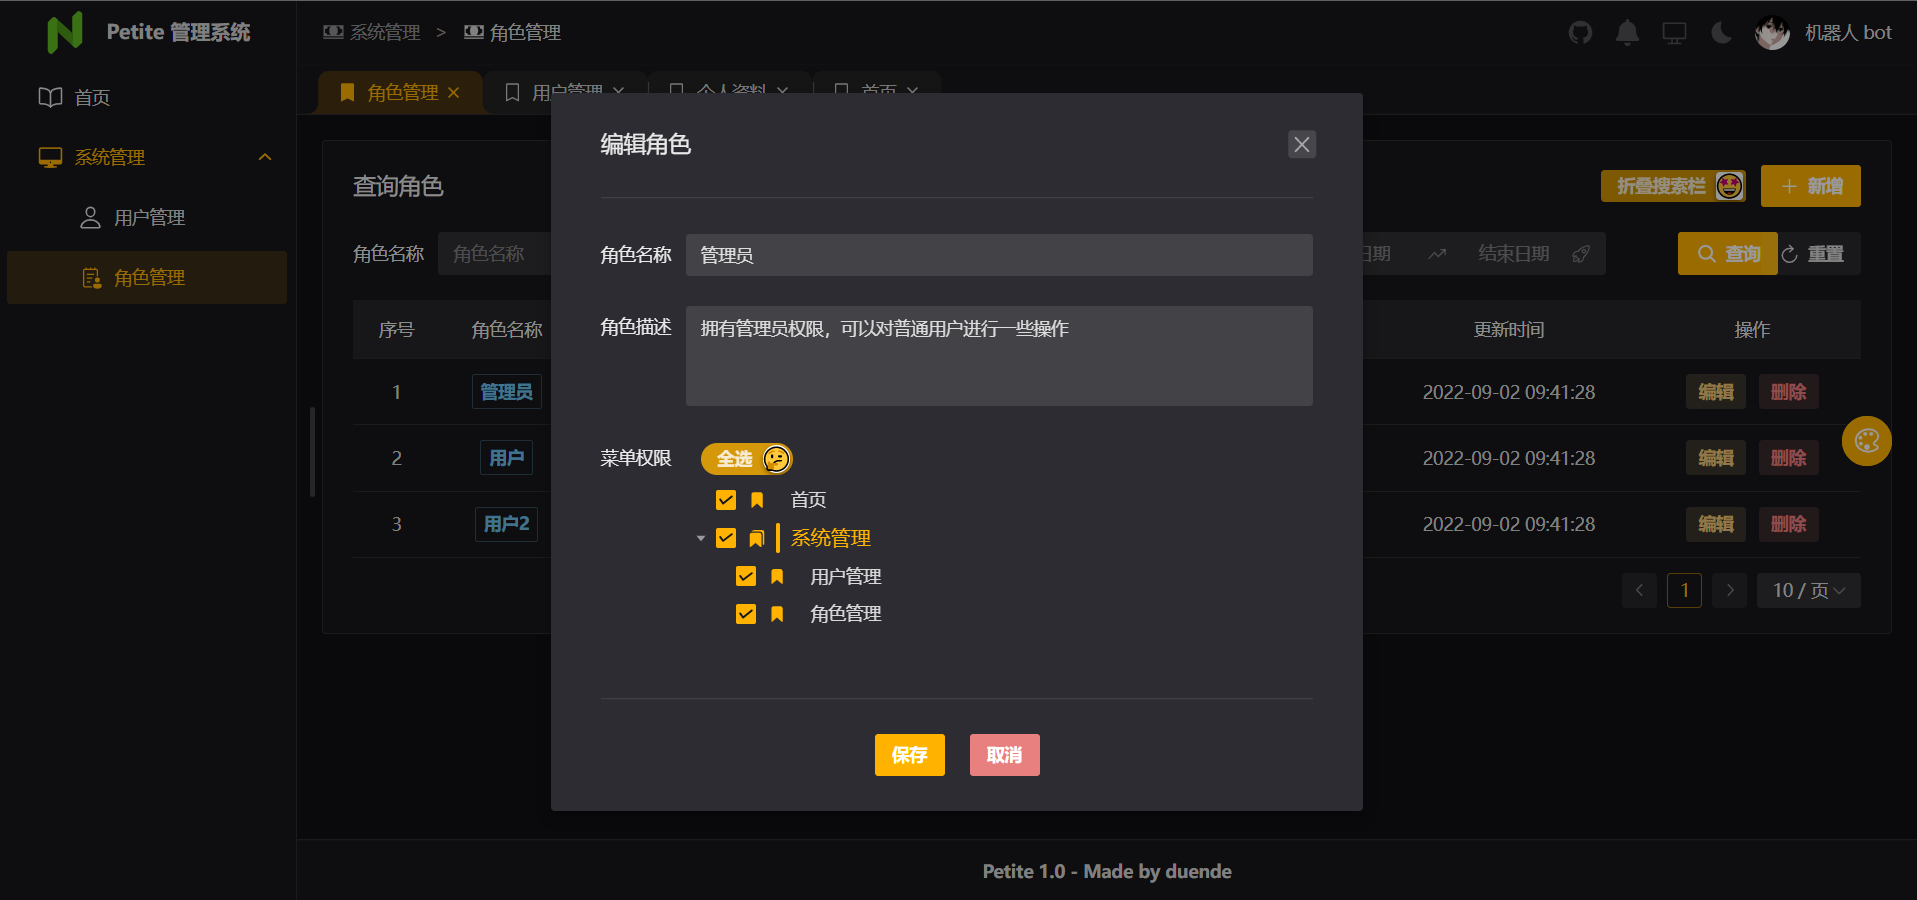 Petite 管理系统
首页
系统管理
用户管理
角色管理
系统管理 > 角色管理
机器人 bot
角色管理
用户管理
个人资料
首页
查询角色
折叠搜索栏
新增
角色名称
角色名称
日期
结束日期
查询
重置
序号 角色名称 更新时间 操作
1 管理员 2022-09-02 09:41:28 编辑 删除
2 用户 2022-09-02 09:41:28 编辑 删除
3 用户2 2022-09-02 09:41:28 编辑 删除
1
10 / 页
编辑角色
角色名称 管理员
角色描述 拥有管理员权限，可以对普通用户进行一些操作
菜单权限 全选
首页
系统管理
用户管理
角色管理
保存 取消
Petite 1.0 - Made by duende